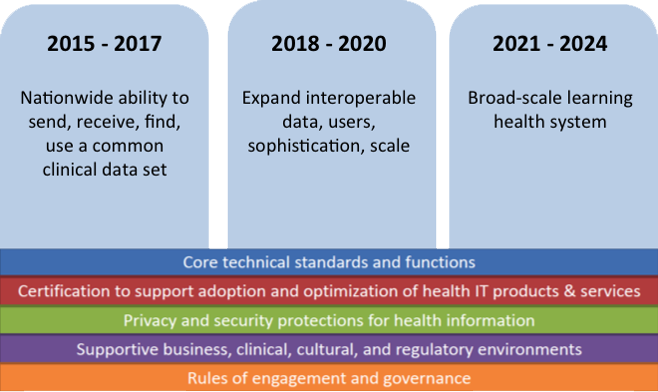 2015 - 2017
Nationwide ability to
send, receive, find,
use a common
clinical data set
2018 - 2020
Expand interoperable
data, users,
sophistication, scale
2021 - 2024
Broad-scale learning
health system
Core technical standards and functions
Certification to support adoption and optimization of health IT products & services
Privacy and security protections for health information
Supportive business, clinical, cultural, and regulatory environments
Rules of engagement and governance